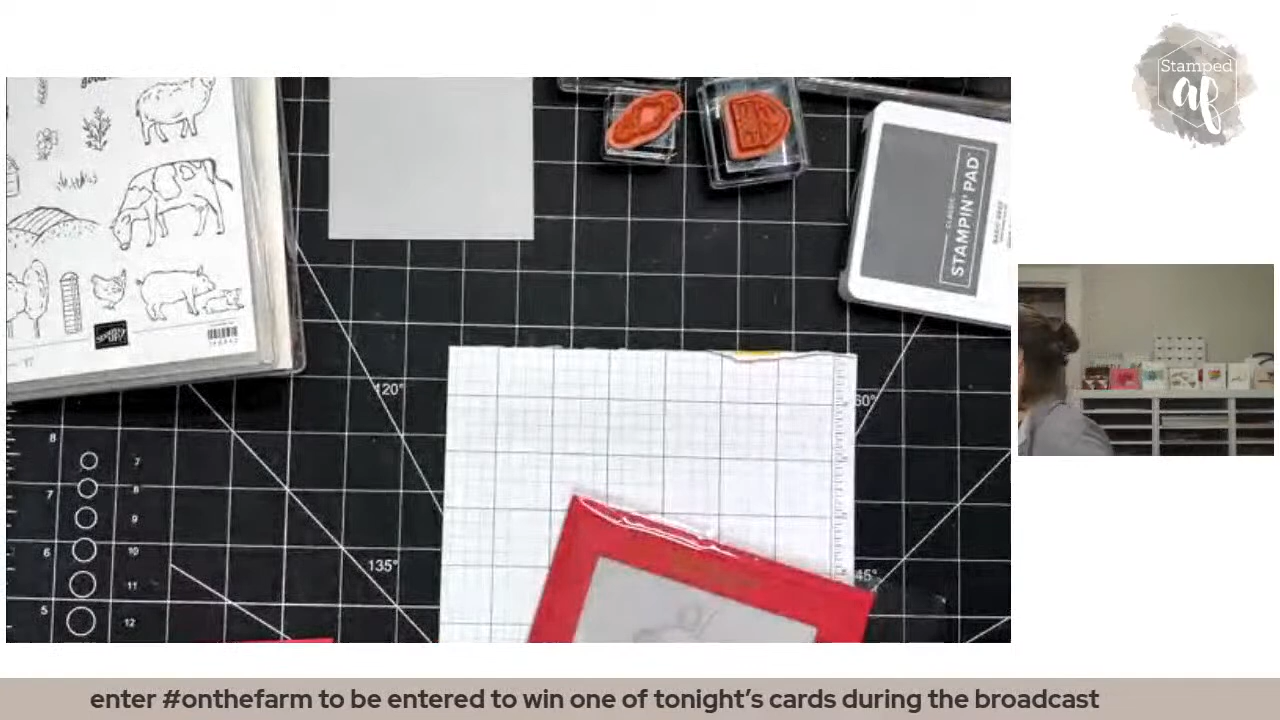 Stamped
af
STAMPIN' PAD
CLASSIC
120°
60°
8
7
7
8
9
6
10
135°
45°
11
5
12
enter #onthefarm to be entered to win one of tonight's cards during the broadcast